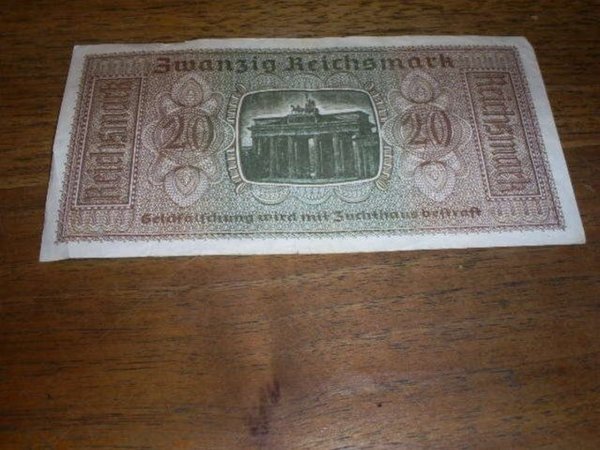 Zwanzig Reichsmark
Reichsmark
20
20
Reichsmark
Geldfälschung wird mit Zuchthaus bestraft